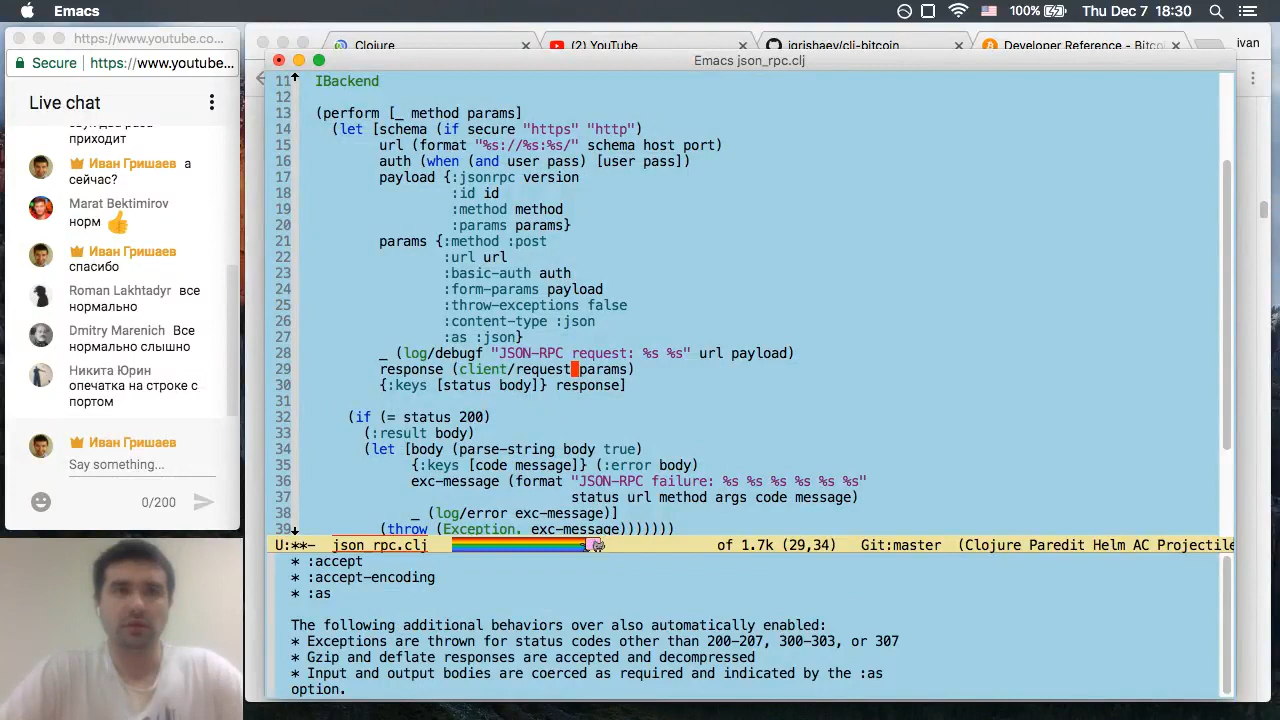 Emacs
100%
Thu Dec 7 18:30
https://www.youtube.co...
Secure
https://www.youtube...
Live chat
приходит
Иван Гришаев а
сейчас?
Marat Bektimirov
норм
Иван Гришаев
спасибо
Roman Lakhtadyr все
нормально
Dmitry Marenich Все
нормально слышно
Никита Юрин
опечатка на строке с
портом
Иван Гришаев
Say something...
0/200
Clojure
(2) YouTube
igrishaev/cli-bitcoin
Developer Reference - Bitco
ivan
Emacs json_rpc.clj
11 IBackend
12
13 (perform [_ method params]
14 (let [schema (if secure "https" "http")
15 url (format "%s://%s:%s/" schema host port)
16 auth (when (and user pass) [user pass])
17 payload {:jsonrpc version
18 :id id
19 :method method
20 :params params}
21 params {:method :post
22 :url url
23 :basic-auth auth
24 :form-params payload
25 :throw-exceptions false
26 :content-type :json
27 :as :json}
28 _ (log/debugf "JSON-RPC request: %s %s" url payload)
29 response (client/request params)
30 {:keys [status body]} response]
31
32 (if (= status 200)
33 (:result body)
34 (let [body (parse-string body true)
35 {:keys [code message]} (:error body)
36 exc-message (format "JSON-RPC failure: %s %s %s %s %s"
37 status url method args code message)
38 _ (log/error exc-message)]
39 (throw (Exception. exc-message)))))))
U:**- json_rpc.clj of 1.7k (29,34) Git:master (Clojure Paredit Helm AC Projectile
* :accept
* :accept-encoding
* :as
The following additional behaviors over also automatically enabled:
* Exceptions are thrown for status codes other than 200-207, 300-303, or 307
* Gzip and deflate responses are accepted and decompressed
* Input and output bodies are coerced as required and indicated by the :as
option.